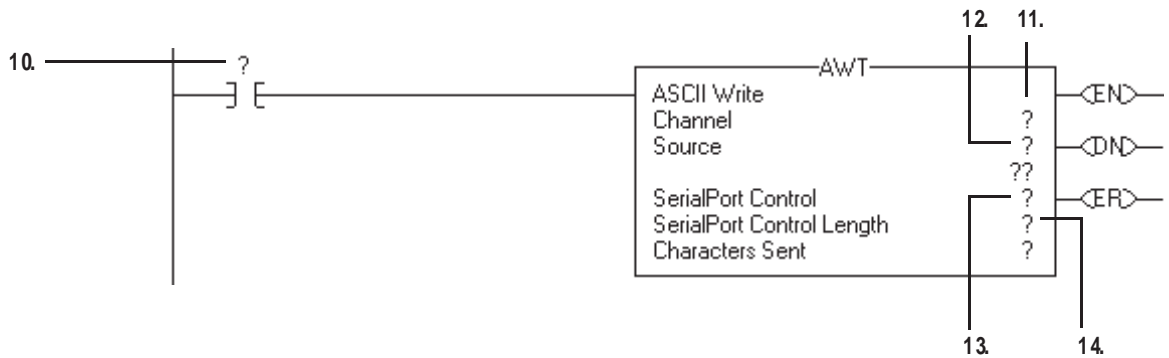 12. 11.
10. ?
AWT
ASCII Write
EN
Channel ?
Source ?
DN
??
SerialPort Control ?
ER
SerialPort Control Length ?
Characters Sent ?
13. 14.